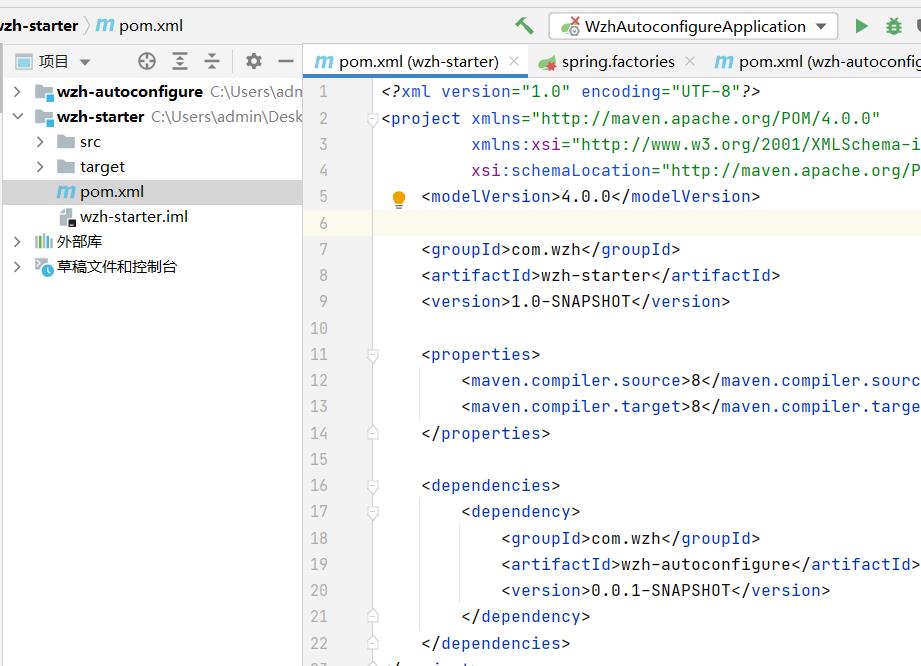 wzh-starter pom.xml WzhAutoconfigureApplication
项目
wzh-autoconfigure C:\Users\adm
wzh-starter C:\Users\admin\Desk
src
target
pom.xml
wzh-starter.iml
外部库
草稿文件和控制台
pom.xml (wzh-starter) spring.factories pom.xml (wzh-autoconfig
1 <?xml version="1.0" encoding="UTF-8"?>
2 <project xmlns="http://maven.apache.org/POM/4.0.0"
3 xmlns:xsi="http://www.w3.org/2001/XMLSchema-i
4 xsi:schemaLocation="http://maven.apache.org/P
5 <modelVersion>4.0.0</modelVersion>
6
7 <groupId>com.wzh</groupId>
8 <artifactId>wzh-starter</artifactId>
9 <version>1.0-SNAPSHOT</version>
10
11 <properties>
12 <maven.compiler.source>8</maven.compiler.sourc
13 <maven.compiler.target>8</maven.compiler.targe
14 </properties>
15
16 <dependencies>
17 <dependency>
18 <groupId>com.wzh</groupId>
19 <artifactId>wzh-autoconfigure</artifactId>
20 <version>0.0.1-SNAPSHOT</version>
21 </dependency>
22 </dependencies>